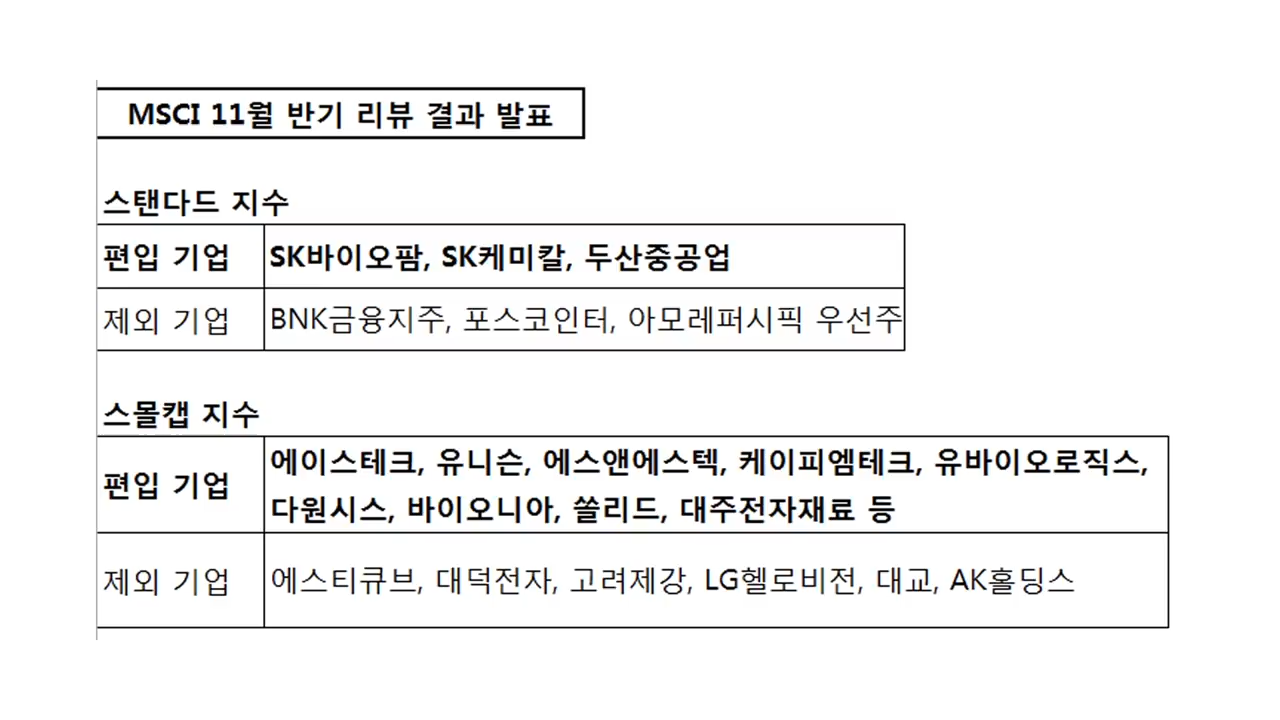 MSCI 11월 반기 리뷰 결과 발표
스탠다드 지수
편입 기업 SK바이오팜, SK케미칼, 두산중공업
제외 기업 BNK금융지주, 포스코인터, 아모레퍼시픽 우선주
스몰캡 지수
편입 기업 에이스테크, 유니슨, 에스앤에스텍, 케이피엠테크, 유바이오로직스,
다원시스, 바이오니아, 쏠리드, 대주전자재료 등
제외 기업 에스티큐브, 대덕전자, 고려제강, LG헬로비전, 대교, AK홀딩스